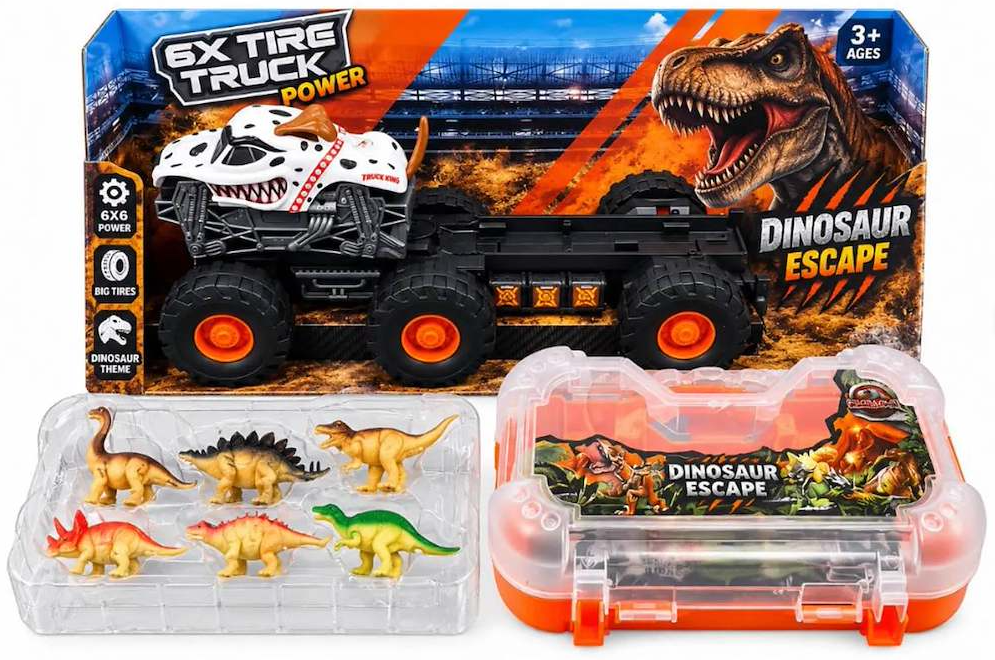 6X TIRE
TRUCK
POWER
3+
AGES
TRUCK KING
6X6
POWER
BIG TIRES
DINOSAUR
THEME
DINOSAUR
ESCAPE
DINOSAUR
ESCAPE